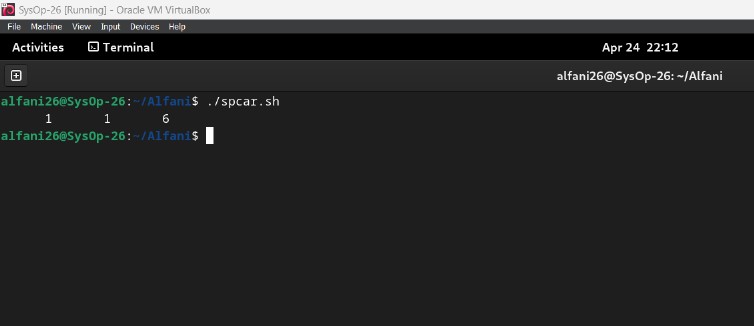 SysOp-26 [Running] - Oracle VM VirtualBox
File Machine View Input Devices Help
Activities Terminal Apr 24 22:12
alfani26@SysOp-26: ~/Alfani
alfani26@SysOp-26:~/Alfani$ ./spcar.sh
1 1 6
alfani26@SysOp-26:~/Alfani$